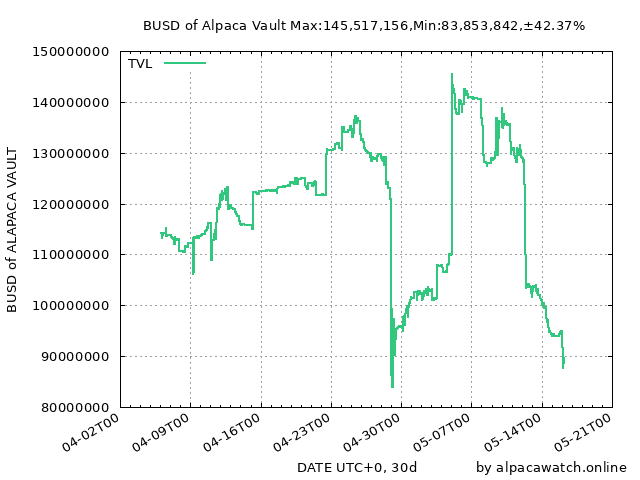 BUSD of Alpaca Vault Max:145,517,156,Min:83,853,842,±42.37%
TVL
150000000
140000000
130000000
120000000
110000000
100000000
90000000
80000000
BUSD of ALAPACA VAULT
04-02T00
04-09T00
04-16T00
04-23T00
04-30T00
05-07T00
05-14T00
05-21T00
DATE UTC+0, 30d
by alpacawatch.online